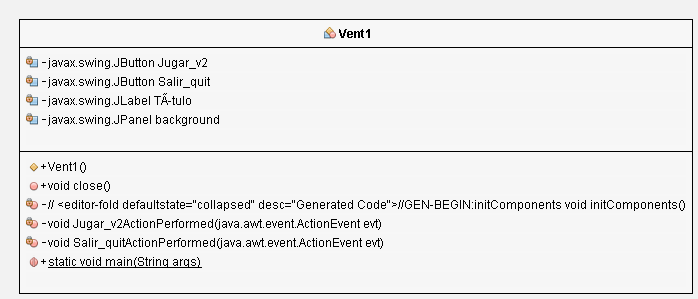 Vent1
-javax.swing.JButton Jugar_v2
-javax.swing.JButton Salir_quit
-javax.swing.JLabel TÃ-tulo
-javax.swing.JPanel background
+Vent1()
+void close()
-// <editor-fold defaultstate="collapsed" desc="Generated Code">//GEN-BEGIN:initComponents void initComponents()
-void Jugar_v2ActionPerformed(java.awt.event.ActionEvent evt)
-void Salir_quitActionPerformed(java.awt.event.ActionEvent evt)
+static void main(String args)